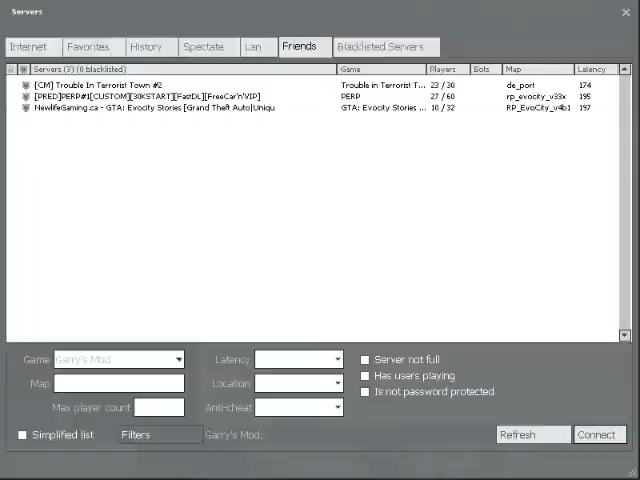 Servers
Internet Favorites History Spectate Lan Friends Blacklisted Servers
Servers (3) (0 blacklisted) Game Players Bots Map Latency
[CM] Trouble In Terrorist Town #2 Trouble in Terrorist T... 23 / 30 de_port 174
[PRED]PERP#1[CUSTOM][30KSTART][FastDL][FreeCar'n'VIP] PERP 27 / 60 rp_evocity_v33x 195
NewlifeGaming.ca - GTA: Evocity Stories [Grand Theft Auto|Uniqu GTA: Evocity Stories ... 10 / 32 RP_EvoCity_v4b1 197
Game Garry's Mod Latency Server not full
Map Location Has users playing
Max player count Anti-cheat Is not password protected
Simplified list Filters Garry's Mod; Refresh Connect